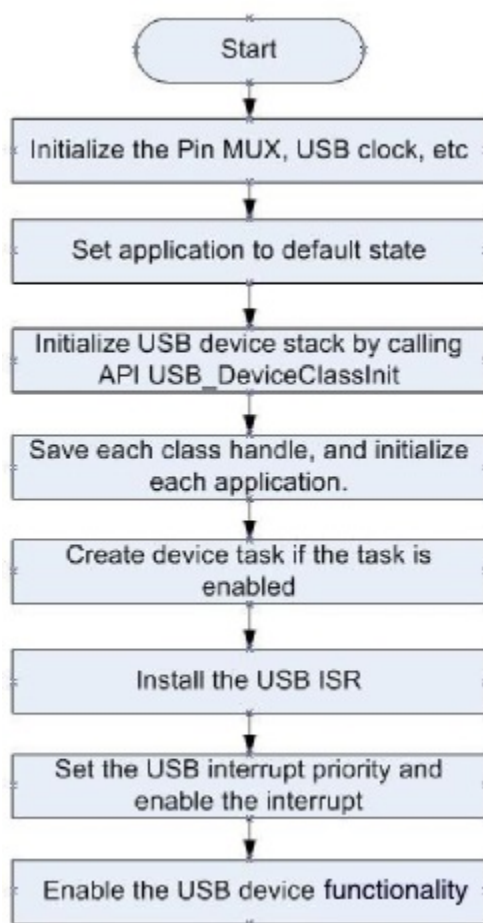 Start
Initialize the Pin MUX, USB clock, etc
Set application to default state
Initialize USB device stack by calling
API USB_DeviceClassInit
Save each class handle, and initialize
each application.
Create device task if the task is
enabled
Install the USB ISR
Set the USB interrupt priority and
enable the interrupt
Enable the USB device functionality